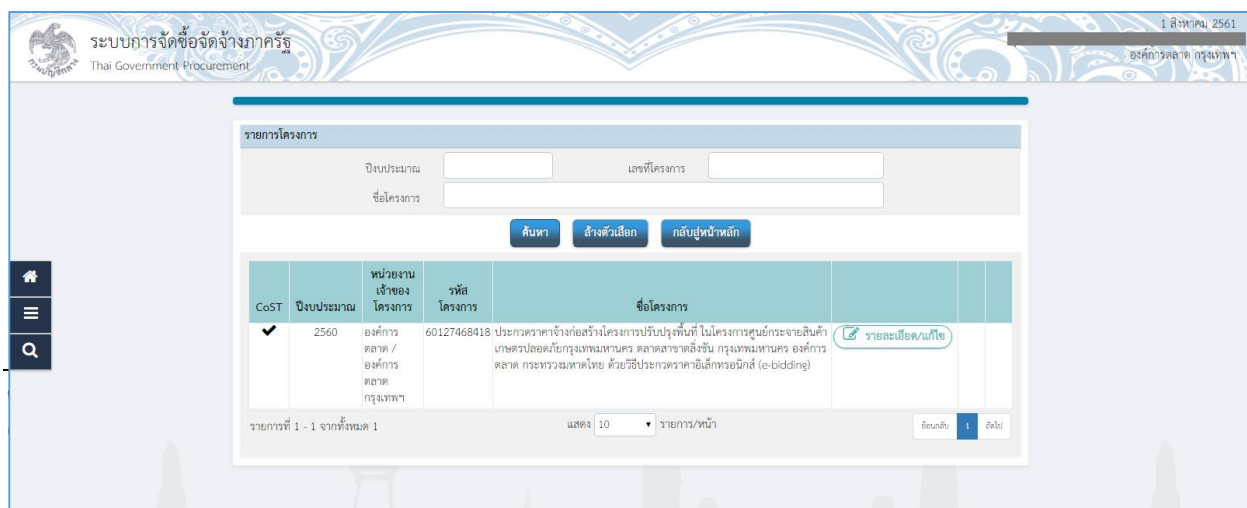 1 สิงหาคม 2561
ระบบการจัดซื้อจัดจ้างภาครัฐ
Thai Government Procurement
องค์การตลาด กรุงเทพฯ
กรมบัญชีกลาง
รายการโครงการ
ปีงบประมาณ เลขที่โครงการ
ชื่อโครงการ
ค้นหา ล้างตัวเลือก กลับสู่หน้าหลัก
CoST ปีงบประมาณ หน่วยงาน เจ้าของ โครงการ รหัส โครงการ ชื่อโครงการ
2560 องค์การ 60127468418 ประกวดราคาจ้างก่อสร้างโครงการปรับปรุงพื้นที่ ในโครงการศูนย์กระจายสินค้า รายละเอียด/แก้ไข
ตลาด / เกษตรปลอดภัยกรุงเทพมหานคร ตลาดสาขาตลิ่งชัน กรุงเทพมหานคร องค์การ
องค์การ ตลาด กระทรวงมหาดไทย ด้วยวิธีประกวดราคาอิเล็กทรอนิกส์ (e-bidding)
ตลาด
กรุงเทพฯ
รายการที่ 1 - 1 จากทั้งหมด 1 แสดง 10 รายการ/หน้า ย้อนกลับ 1 ถัดไป